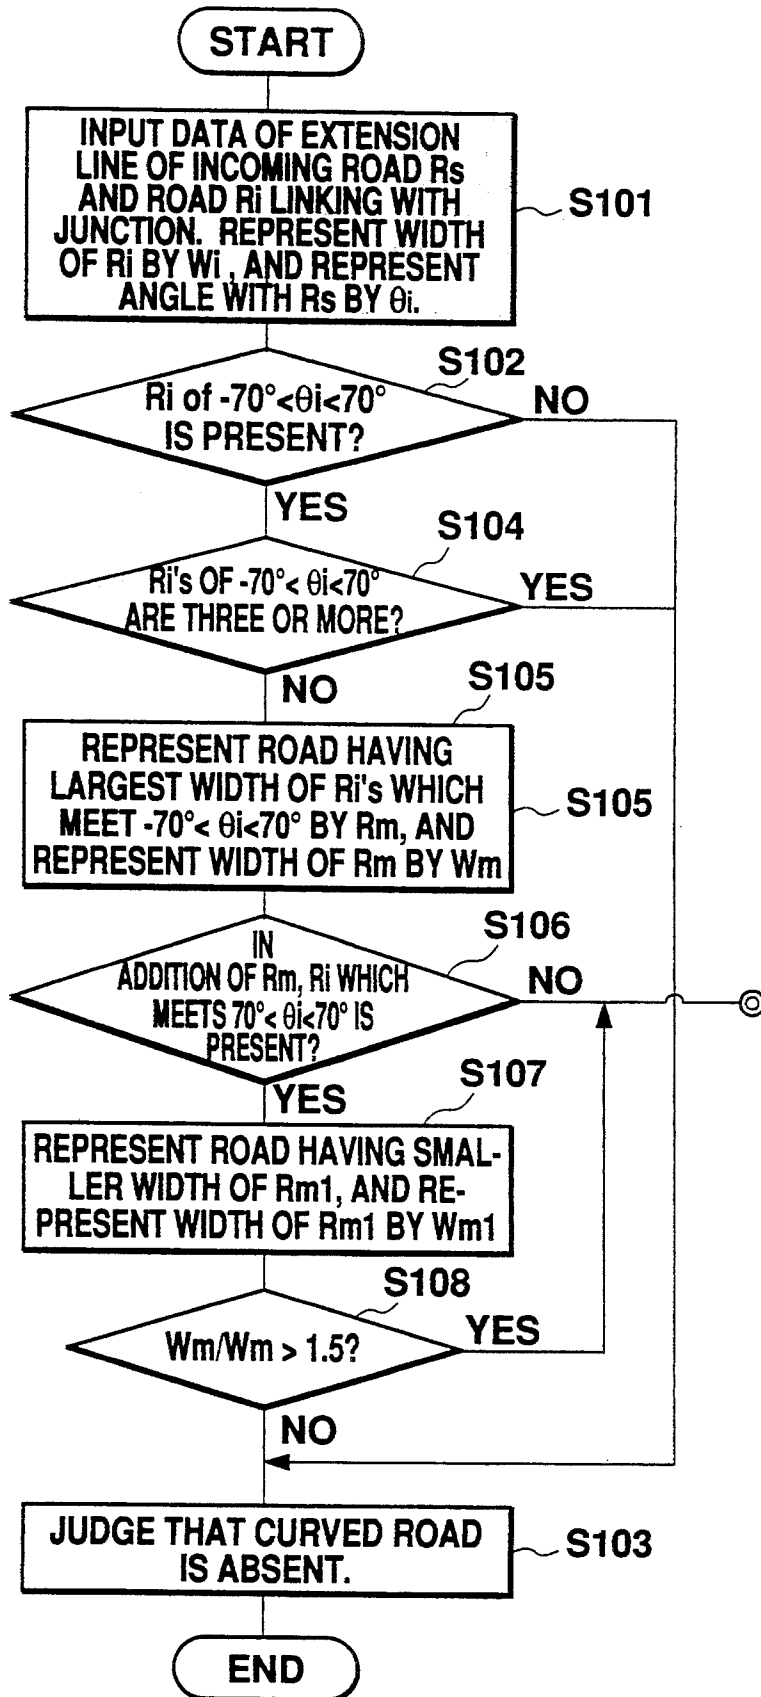 START
INPUT DATA OF EXTENSION
LINE OF INCOMING ROAD Rs
AND ROAD Ri LINKING WITH
JUNCTION. REPRESENT WIDTH
OF Ri BY Wi, AND REPRESENT
ANGLE WITH Rs BY θi.
S101
S102
Ri of -70°<θi<70°
IS PRESENT?
NO
YES
S104
Ri's OF -70°< θi<70°
ARE THREE OR MORE?
YES
NO
S105
REPRESENT ROAD HAVING
LARGEST WIDTH OF Ri's WHICH
MEET -70°< θi<70° BY Rm, AND
REPRESENT WIDTH OF Rm BY Wm
S105
S106
IN
ADDITION OF Rm, Ri WHICH
MEETS 70°< θi<70° IS
PRESENT?
NO
YES
S107
REPRESENT ROAD HAVING SMAL-
LER WIDTH OF Rm1, AND RE-
PRESENT WIDTH OF Rm1 BY Wm1
S108
Wm/Wm > 1.5?
YES
NO
JUDGE THAT CURVED ROAD
IS ABSENT.
S103
END